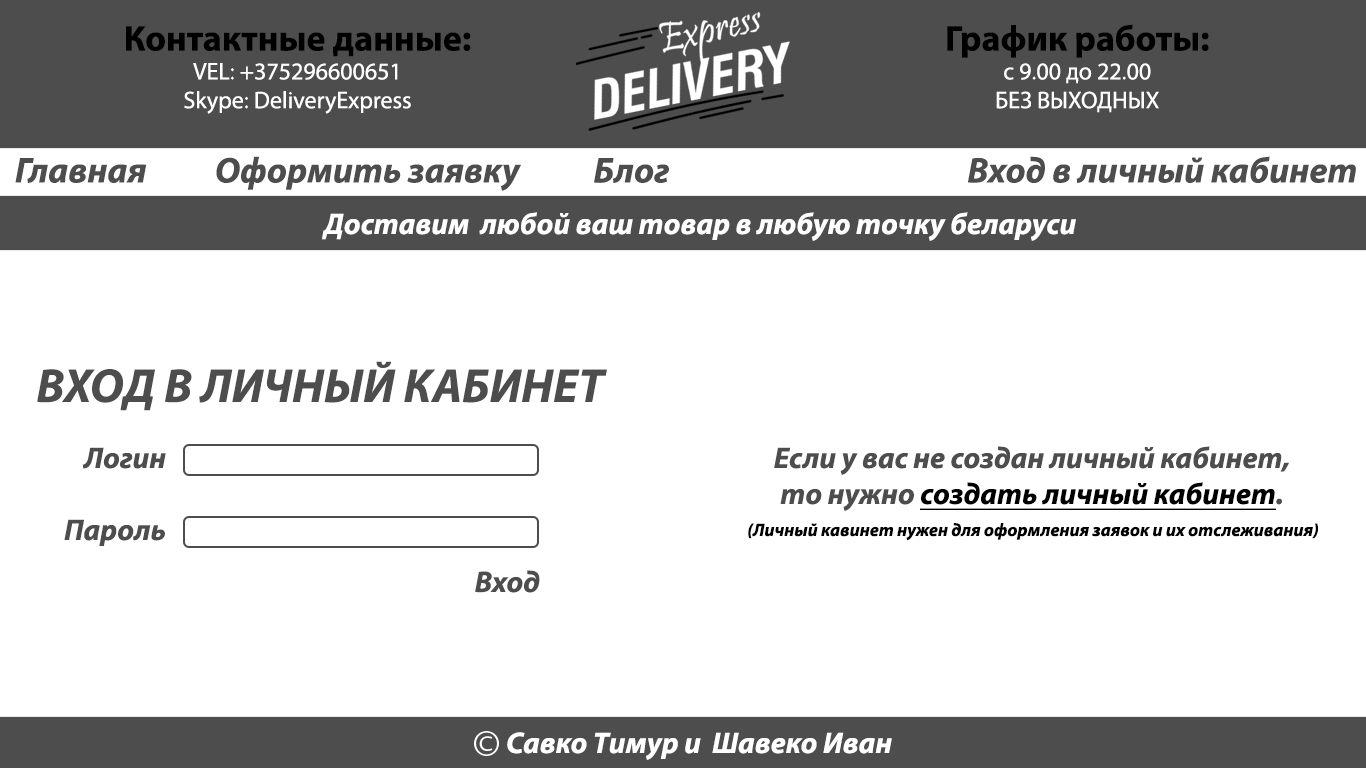 Контактные данные:
VEL: +375296600651
Skype: DeliveryExpress
Express
DELIVERY
График работы:
с 9.00 до 22.00
БЕЗ ВЫХОДНЫХ
Главная Оформить заявку Блог Вход в личный кабинет
Доставим любой ваш товар в любую точку беларуси
ВХОД В ЛИЧНЫЙ КАБИНЕТ
Логин
Пароль
Вход
Если у вас не создан личный кабинет,
то нужно создать личный кабинет.
(Личный кавинет нужен для оформления заявок и их отслеживания)
© Савко Тимур и Шавеко Иван